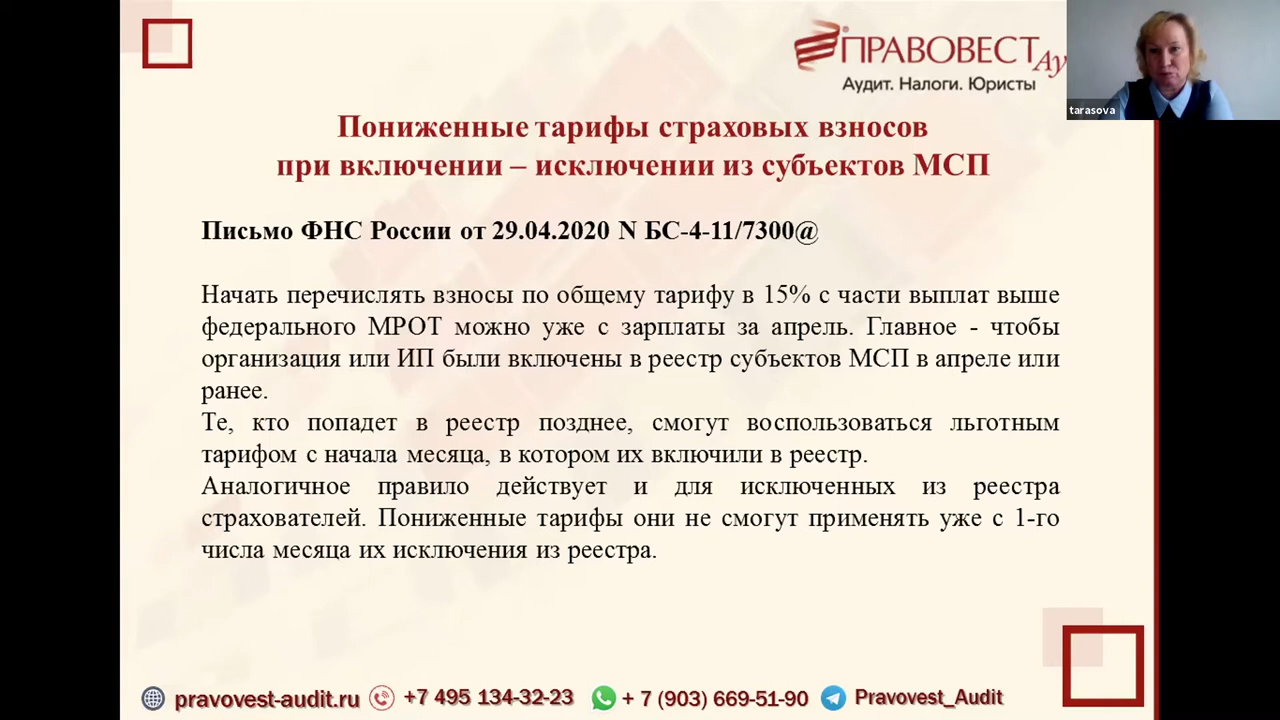 ПРАВОВЕСТ Ау
Аудит. Налоги. Юристы
tarasova
Пониженные тарифы страховых взносов
при включении – исключении из субъектов МСП
Письмо ФНС России от 29.04.2020 N БС-4-11/7300@
Начать перечислять взносы по общему тарифу в 15% с части выплат выше
федерального МРОТ можно уже с зарплаты за апрель. Главное - чтобы
организация или ИП были включены в реестр субъектов МСП в апреле или
ранее.
Те, кто попадет в реестр позднее, смогут воспользоваться льготным
тарифом с начала месяца, в котором их включили в реестр.
Аналогичное правило действует и для исключенных из реестра
страхователей. Пониженные тарифы они не смогут применять уже с 1-го
числа месяца их исключения из реестра.
pravovest-audit.ru +7 495 134-32-23 + 7 (903) 669-51-90 Pravovest_Audit